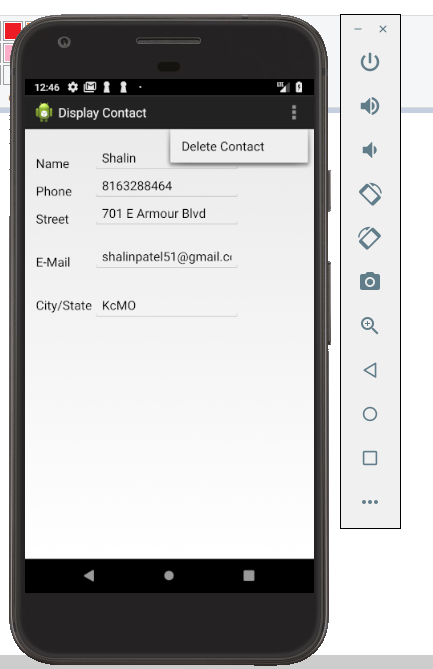 12:46
Display Contact
Delete Contact
Name Shalin
Phone 8163288464
Street 701 E Armour Blvd
E-Mail shalinpatel51@gmail.c
City/State KcMO